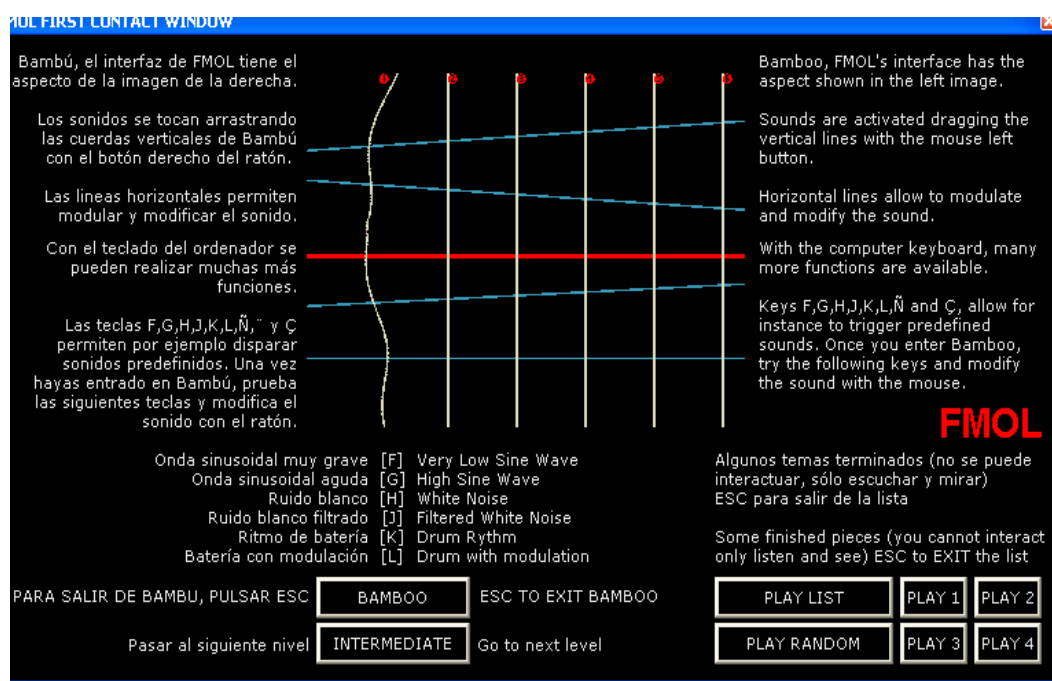 MOL FIRST CONTACT WINDOW
Bambú, el interfaz de FMOL tiene el
aspecto de la imagen de la derecha.
Los sonidos se tocan arrastrando
las cuerdas verticales de Bambú
con el botón derecho del ratón.
Las lineas horizontales permiten
modular y modificar el sonido.
Con el teclado del ordenador se
pueden realizar muchas más
funciones.
Las teclas F,G,H,J,K,L,Ñ,¨ y Ç
permiten por ejemplo disparar
sonidos predefinidos. Una vez
hayas entrado en Bambú, prueba
las siguientes teclas y modifica el
sonido con el ratón.
Bamboo, FMOL's interface has the
aspect shown in the left image.
Sounds are activated dragging the
vertical lines with the mouse left
button.
Horizontal lines allow to modulate
and modify the sound.
With the computer keyboard, many
more functions are available.
Keys F,G,H,J,K,L,Ñ and Ç, allow for
instance to trigger predefined
sounds. Once you enter Bamboo,
try the following keys and modify
the sound with the mouse.
FMOL
Onda sinusoidal muy grave [F] Very Low Sine Wave
Onda sinusoidal aguda [G] High Sine Wave
Ruido blanco [H] White Noise
Ruido blanco filtrado [J] Filtered White Noise
Ritmo de batería [K] Drum Rythm
Batería con modulación [L] Drum with modulation
Algunos temas terminados (no se puede
interactuar, sólo escuchar y mirar)
ESC para salir de la lista
Some finished pieces (you cannot interact
only listen and see) ESC to EXIT the list
PARA SALIR DE BAMBU, PULSAR ESC BAMBOO ESC TO EXIT BAMBOO
Pasar al siguiente nivel INTERMEDIATE Go to next level
PLAY LIST PLAY 1 PLAY 2
PLAY RANDOM PLAY 3 PLAY 4